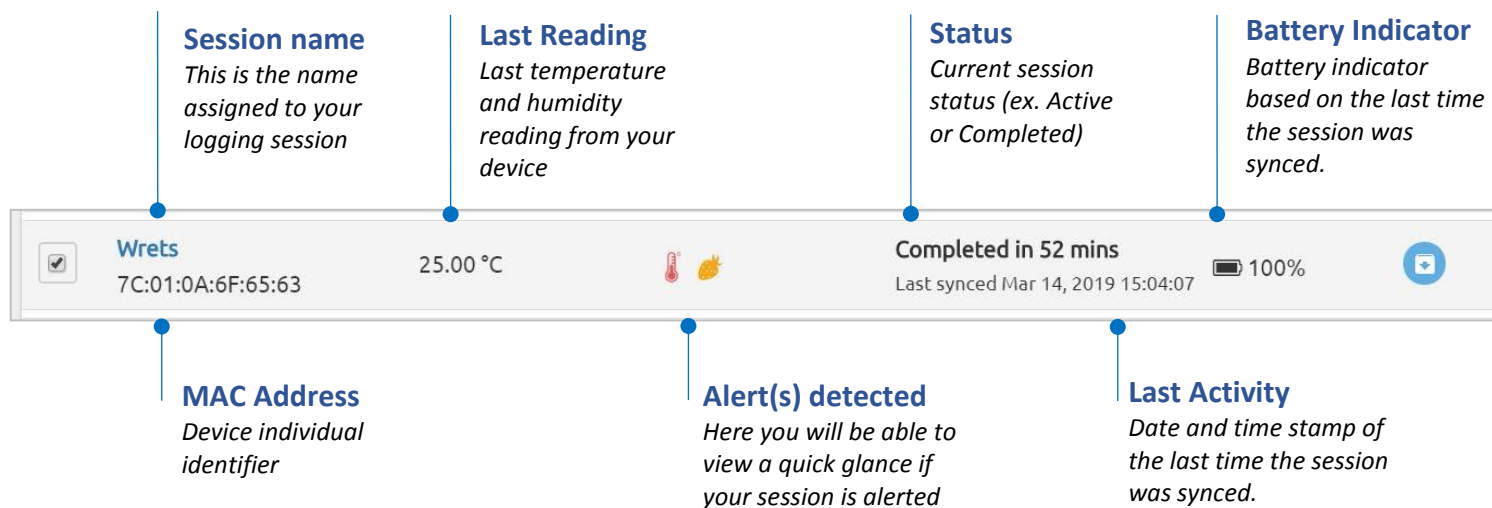 Session name
This is the name
assigned to your
logging session
Last Reading
Last temperature
and humidity
reading from your
device
Status
Current session
status (ex. Active
or Completed)
Battery Indicator
Battery indicator
based on the last time
the session was
synced.
Wrets
7C:01:0A:6F:65:63
25.00 °C
Completed in 52 mins
Last synced Mar 14, 2019 15:04:07
100%
MAC Address
Device individual
identifier
Alert(s) detected
Here you will be able to
view a quick glance if
your session is alerted
Last Activity
Date and time stamp of
the last time the session
was synced.